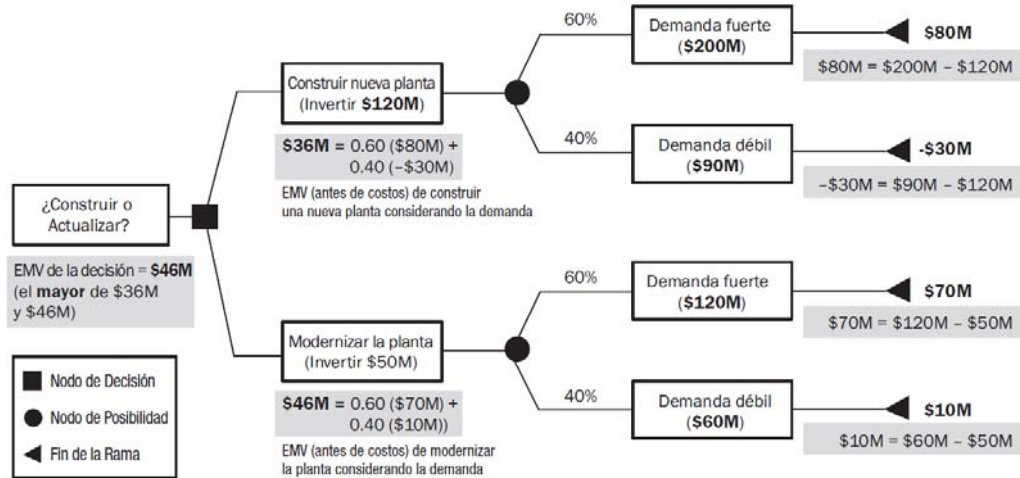 ¿Construir o
Actualizar?
EMV de la decisión = $46M
(el mayor de $36M
y $46M)
Construir nueva planta
(Invertir $120M)
$36M = 0.60 ($80M) +
0.40 (–$30M)
EMV (antes de costos) de construir
una nueva planta considerando la demanda
60%
Demanda fuerte
($200M)
$80M
$80M = $200M – $120M
40%
Demanda débil
($90M)
-$30M
–$30M = $90M – $120M
Modernizar la planta
(Invertir $50M)
$46M = 0.60 ($70M) +
0.40 ($10M))
EMV (antes de costos) de modernizar
la planta considerando la demanda
60%
Demanda fuerte
($120M)
$70M
$70M = $120M – $50M
40%
Demanda débil
($60M)
$10M
$10M = $60M – $50M
Nodo de Decisión
Nodo de Posibilidad
Fin de la Rama